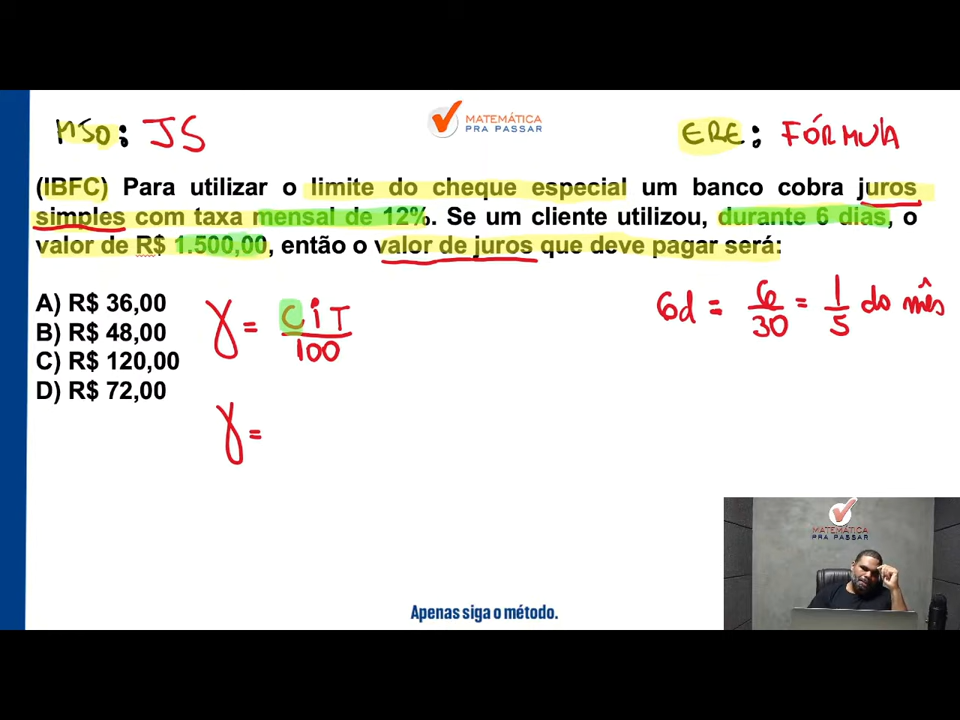 MSO: JS
MATEMÁTICA
PRA PASSAR
ERE: FÓRMULA
(IBFC) Para utilizar o limite do cheque especial um banco cobra juros
simples com taxa mensal de 12%. Se um cliente utilizou, durante 6 dias, o
valor de R$ 1.500,00, então o valor de juros que deve pagar será:
A) R$ 36,00
B) R$ 48,00
C) R$ 120,00
D) R$ 72,00
J = CiT/100
6d = 6/30 = 1/5 do mês
J =
MATEMÁTICA
PRA PASSAR
Apenas siga o método.